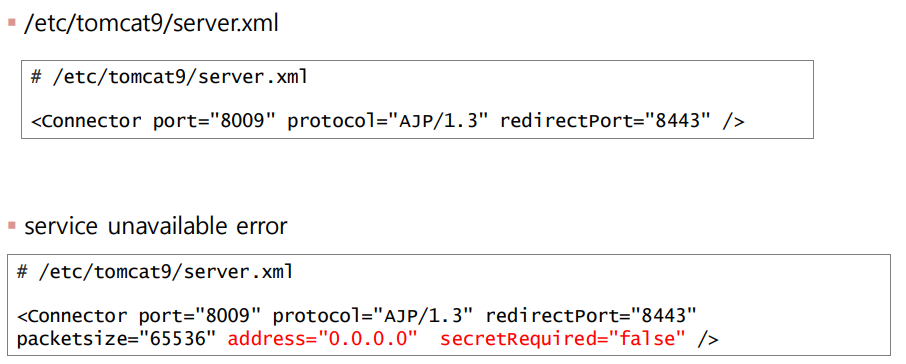 /etc/tomcat9/server.xml
# /etc/tomcat9/server.xml
<Connector port="8009" protocol="AJP/1.3" redirectPort="8443" />
service unavailable error
# /etc/tomcat9/server.xml
<Connector port="8009" protocol="AJP/1.3" redirectPort="8443"
packetsize="65536" address="0.0.0.0"  secretRequired="false" />